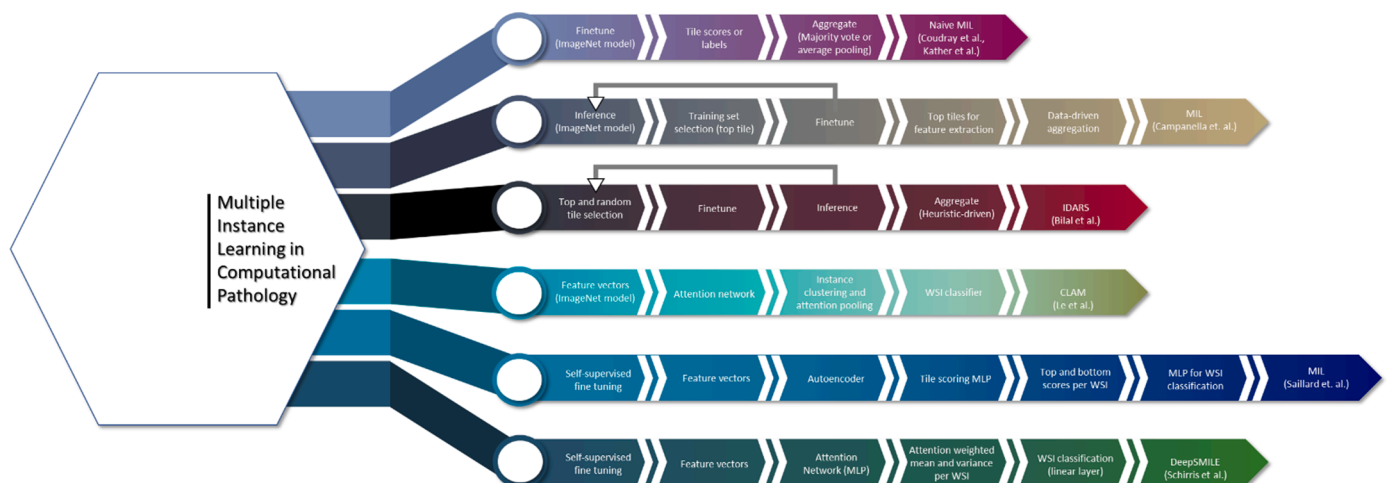 Multiple
Instance
Learning in
Computational
Pathology
Finetune
(ImageNet model)
Tile scores or
labels
Aggregate
(Majority vote or
average pooling)
Naive MIL
(Coudray et al.,
Kather et al.)
Inference
(ImageNet model)
Training set
selection (top tile)
Finetune
Top tiles for
feature extraction
Data-driven
aggregation
MIL
(Campanella et. al.)
Top and random
tile selection
Finetune
Inference
Aggregate
(Heuristic-driven)
IDARS
(Bilal et al.)
Feature vectors
(ImageNet model)
Attention network
Instance
clustering and
attention pooling
WSI classifier
CLAM
(Le et al.)
Self-supervised
fine tuning
Feature vectors
Autoencoder
Tile scoring MLP
Top and bottom
scores per WSI
MLP for WSI
classification
MIL
(Saillard et. al.)
Self-supervised
fine tuning
Feature vectors
Attention
Network (MLP)
Attention weighted
mean and variance
per WSI
WSI classification
(linear layer)
DeepSMILE
(Schirris et al.)